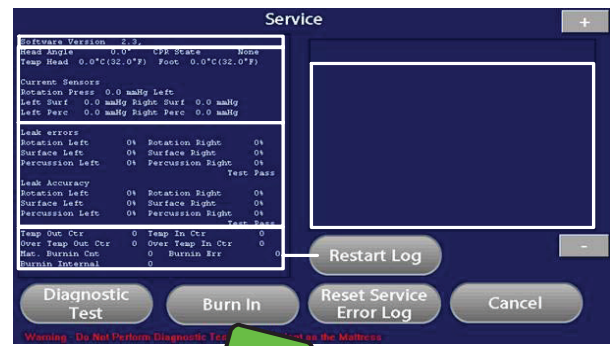 Service
+
Software Version 2.3,
Head Angle 0.0° CPR State None
Temp Head 0.0°C(32.0°F) Foot 0.0°C(32.0°F)
Current Sensors
Rotation Press 0.0 mmHg Left
Left Surf 0.0 mmHg Right Surf 0.0 mmHg
Left Perc 0.0 mmHg Right Perc 0.0 mmHg
Leak errors
Rotation Left 0% Rotation Right 0%
Surface Left 0% Surface Right 0%
Percussion Left 0% Percussion Right 0%
Test Pass
Leak Accuracy
Rotation Left 0% Rotation Right 0%
Surface Left 0% Surface Right 0%
Percussion Left 0% Percussion Right 0%
Test Pass
Temp Out Ctr 0 Temp In Ctr 0
Over Temp Out Ctr 0 Over Temp In Ctr 0
Mat. Burnin Cnt 0 Burnin Err 0
Burnin Internal 0
-
Restart Log
Diagnostic Test
Burn In
Reset Service Error Log
Cancel
Warning Do Not Perform Diagnostic on the Mattress